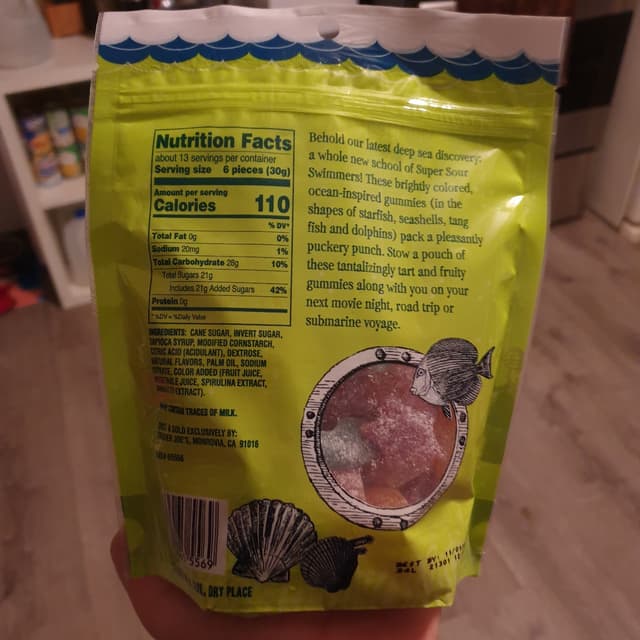 Nutrition Facts
about 13 servings per container
Serving size 6 pieces (30g)
Amount per serving
Calories 110
% DV*
Total Fat 0g 0%
Sodium 20mg 1%
Total Carbohydrate 28g 10%
Total Sugars 21g
Includes 21g Added Sugars 42%
Protein 0g
*%DV = %Daily Value
INGREDIENTS: CANE SUGAR, INVERT SUGAR,
TAPIOCA SYRUP, MODIFIED CORNSTARCH,
CITRIC ACID (ACIDULANT), DEXTROSE,
NATURAL FLAVORS, PALM OIL, SODIUM
COLOR ADDED (FRUIT JUICE,
VEGETABLE JUICE, SPIRULINA EXTRACT,
EXTRACT).
MAY CONTAIN TRACES OF MILK.
SOLD EXCLUSIVELY BY:
TRADER JOE'S, MONROVIA, CA 91016
Behold our latest deep sea discovery:
a whole new school of Super Sour
Swimmers! These brightly colored,
ocean-inspired gummies (in the
shapes of starfish, seashells, tang
fish and dolphins) pack a pleasantly
puckery punch. Stow a pouch of
these tantalizingly tart and fruity
gummies along with you on your
next movie night, road trip or
submarine voyage.
5569
BEST BY:
DRY PLACE